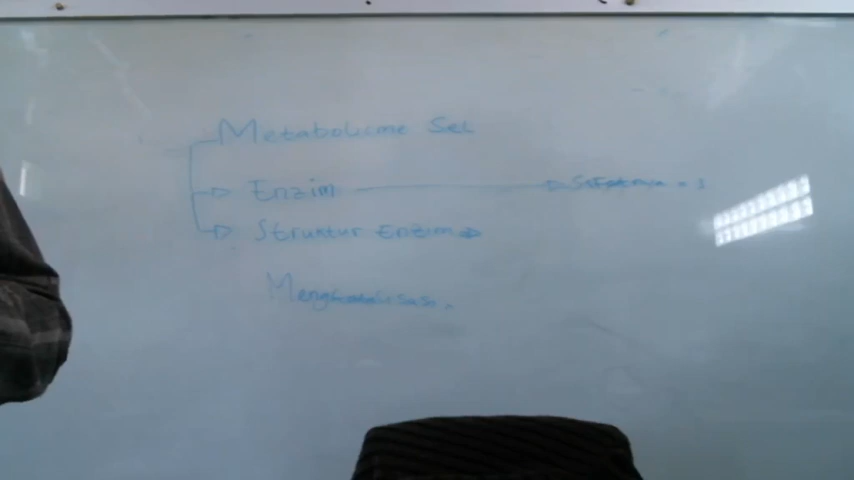 Metabolisme Sel
Enzim
Struktur Enzim
Mengkatalisasi.